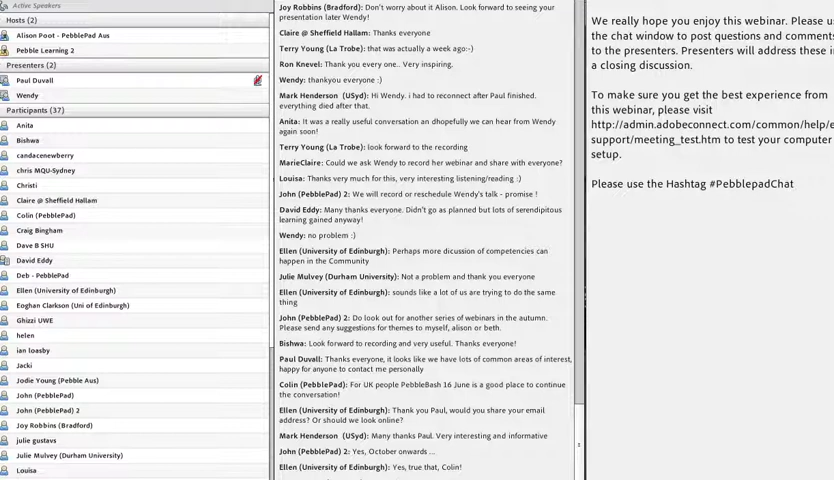 Active Speakers
Hosts (2)
Alison Poot - PebblePad Aus
Pebble Learning 2
Presenters (2)
Paul Duvall
Wendy
Participants (37)
Anita
Bishwa
candacenewberry
chris MQU-Sydney
Christi
Claire @ Sheffield Hallam
Colin (PebblePad)
Craig Bingham
Dave B SHU
David Eddy
Deb - PebblePad
Ellen (University of Edinburgh)
Eoghan Clarkson (Uni of Edinburgh)
Ghizzi UWE
helen
ian loasby
Jacki
Jodie Young (Pebble Aus)
John (PebblePad)
John (PebblePad) 2
Joy Robbins (Bradford)
julie gustavs
Julie Mulvey (Durham University)
Louisa
Joy Robbins (Bradford): Don't worry about it Alison. Look forward to seeing your
presentation later Wendy!
Claire @ Sheffield Hallam: Thanks everyone
Terry Young (La Trobe): that was actually a week ago:-)
Ron Knevel: Thank you every one.. Very inspiring.
Wendy: thankyou everyone :)
Mark Henderson (USyd): Hi Wendy. i had to reconnect after Paul finished.
everything died after that.
Anita: It was a really useful conversation an dhopefully we can hear from Wendy
again soon!
Terry Young (La Trobe): look forward to the recording
MarieClaire: Could we ask Wendy to record her webinar and share with everyone?
Louisa: Thanks very much for this, very interesting listening/reading :)
John (PebblePad) 2: We will record or reschedule Wendy's talk - promise !
David Eddy: Many thanks everyone. Didn't go as planned but lots of serendipitous
learning gained anyway!
Wendy: no problem :)
Ellen (University of Edinburgh): Perhaps more dicussion of competencies can
happen in the Community
Julie Mulvey (Durham University): Not a problem and thank you everyone
Ellen (University of Edinburgh): sounds like a lot of us are trying to do the same
thing
John (PebblePad) 2: Do look out for another series of webinars in the autumn.
Please send any suggestions for themes to myself, alison or beth.
Bishwa: Look forward to recording and very useful. Thanks everyone!
Paul Duvall: Thanks everyone, it looks like we have lots of common areas of interest,
happy for anyone to contact me personally
Colin (PebblePad): For UK people PebbleBash 16 June is a good place to continue
the conversation!
Ellen (University of Edinburgh): Thank you Paul, would you share your email
address? Or should we look online?
Mark Henderson (USyd): Many thanks Paul. Very interesting and informative
John (PebblePad) 2: Yes, October onwards ...
Ellen (University of Edinburgh): Yes, true that, Colin!
We really hope you enjoy this webinar. Please u
the chat window to post questions and comments
to the presenters. Presenters will address these i
a closing discussion.
To make sure you get the best experience from
this webinar, please visit
http://admin.adobeconnect.com/common/help/e
support/meeting_test.htm to test your computer
setup.
Please use the Hashtag #PebblepadChat